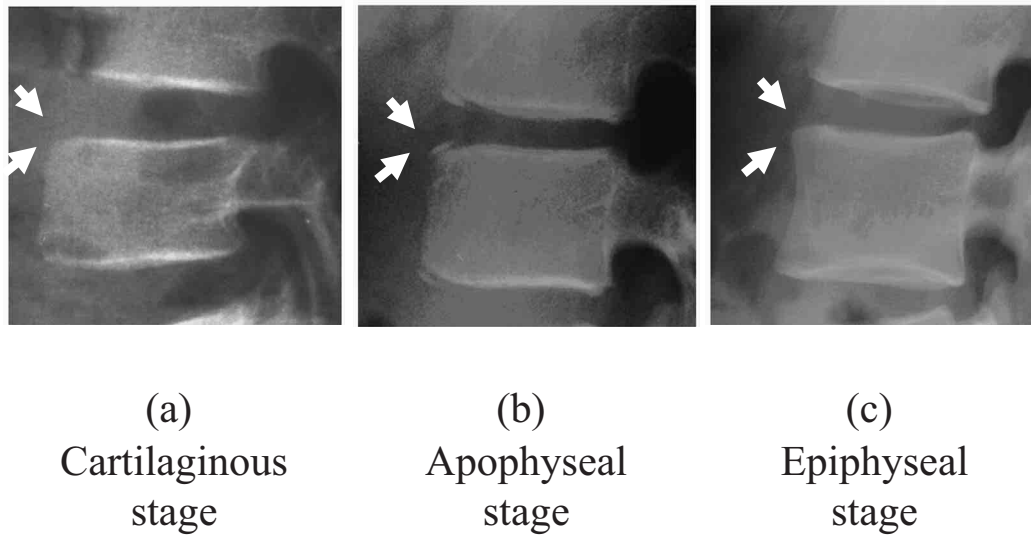 (a)
Cartilaginous
stage
(b)
Apophyseal
stage
(c)
Epiphyseal
stage